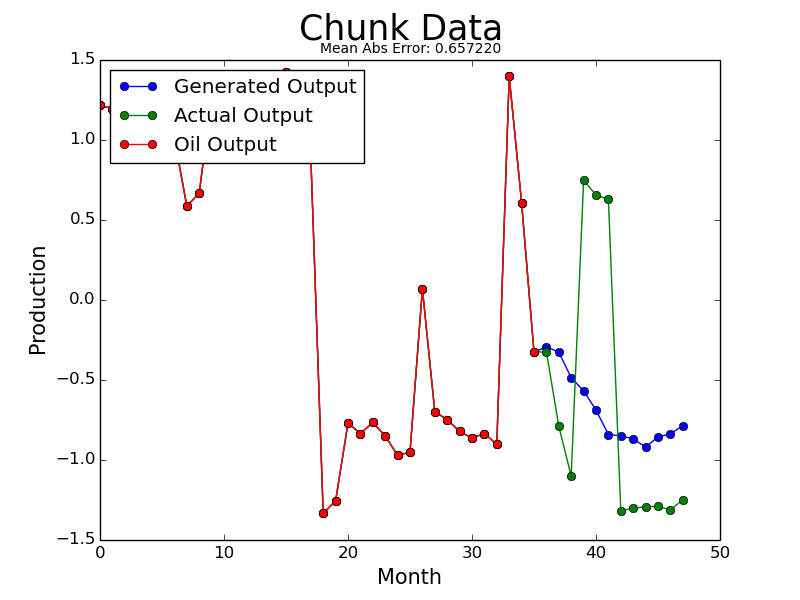 Chunk Data
Mean Abs Error: 0.657220
Generated Output
Actual Output
Oil Output
Production
1.5
1.0
0.5
0.0
−0.5
−1.0
−1.5
0
10
20
30
40
50
Month